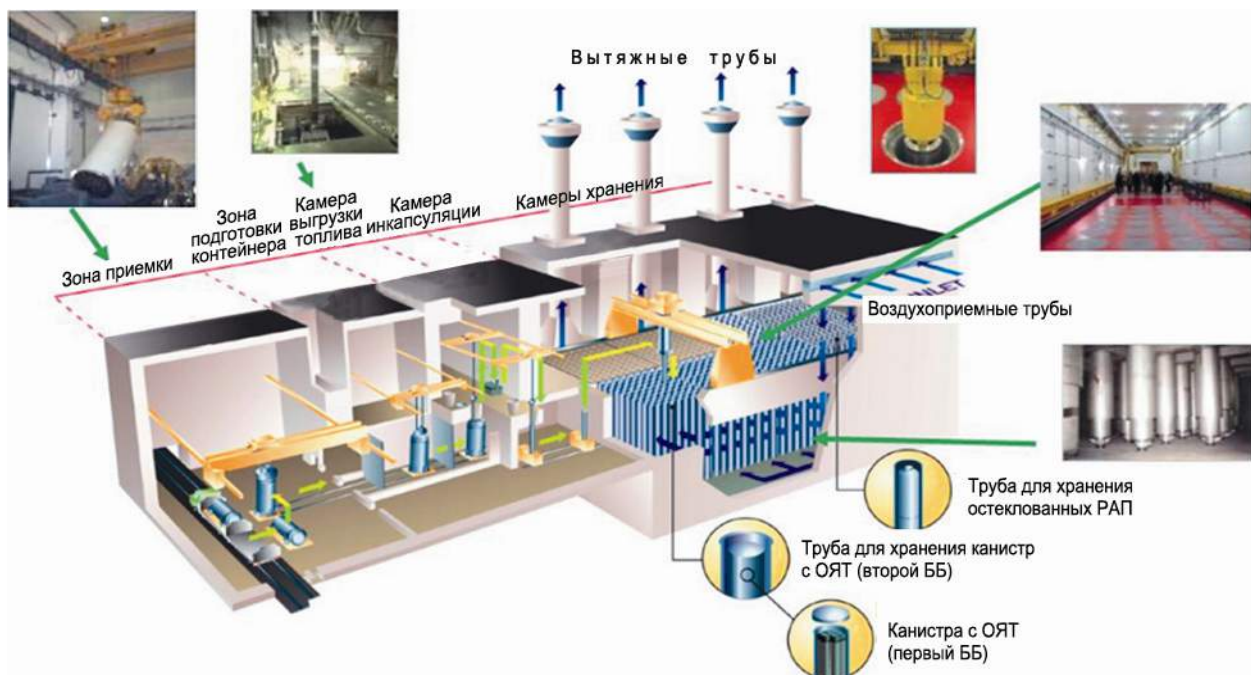 Вытяжные трубы
Камеры хранения
Камера
инкапсуляции
Камера
выгрузки
топлива
Зона
подготовки
контейнера
Зона приемки
INLET
Воздухоприемные трубы
Труба для хранения
остеклованных РАП
Труба для хранения канистр
с ОЯТ (второй ББ)
Канистра с ОЯТ
(первый ББ)